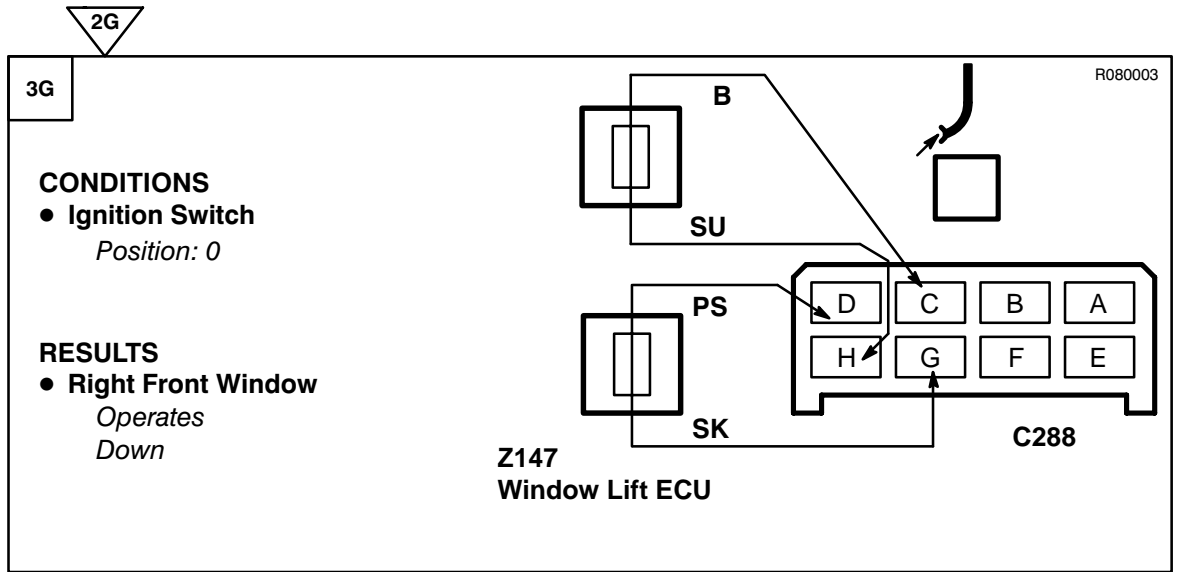 2G
3G
R080003
CONDITIONS
● Ignition Switch
Position: 0
RESULTS
● Right Front Window
Operates
Down
B
SU
PS
SK
D C B A
H G F E
C288
Z147
Window Lift ECU